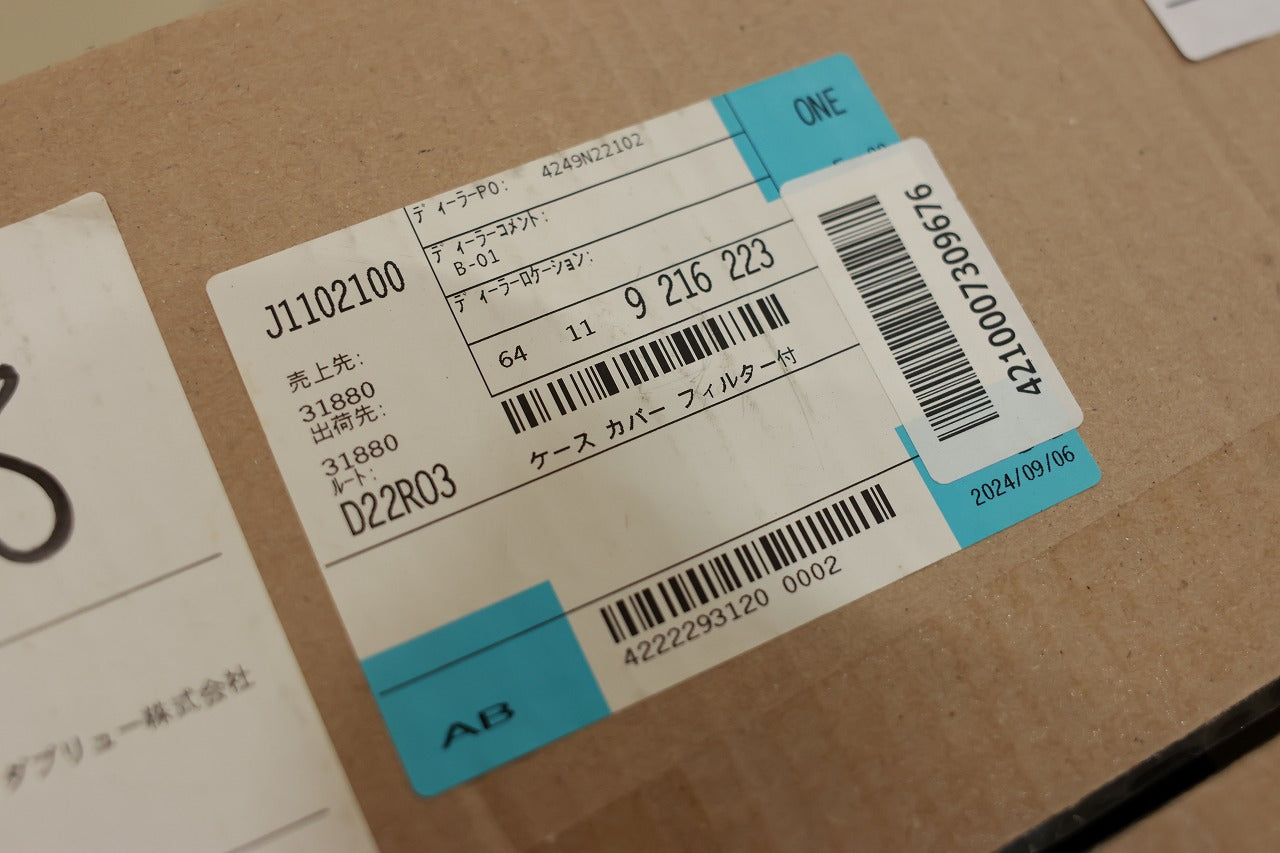 J1102100
売上先:
31880
出荷先:
31880
ルート:
D22R03
ディーラーPO: 4249N22102
ディーラーコメント:
B-01
ディーラーロケーション:
64 11 9 216 223
ケース カバー フィルター付
4222293120 0002
AB
ONE
42100007309676
2024/09/06
ダブリュー株式会社